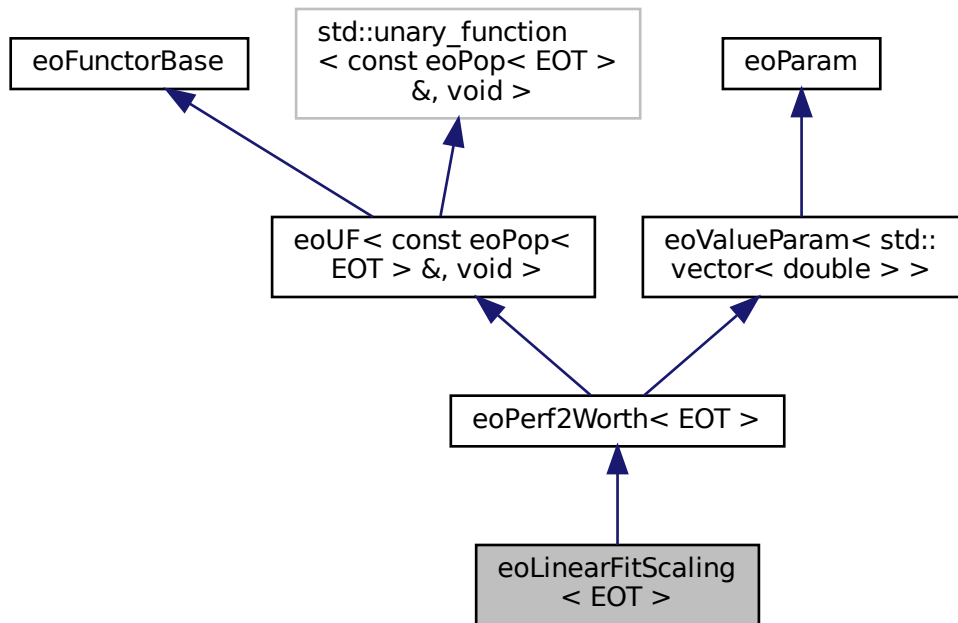 eoFunctorBase
std::unary_function
< const eoPop< EOT >
&, void >
eoParam
eoUF< const eoPop<
EOT > &, void >
eoValueParam< std::
vector< double > >
eoPerf2Worth< EOT >
eoLinearFitScaling
< EOT >